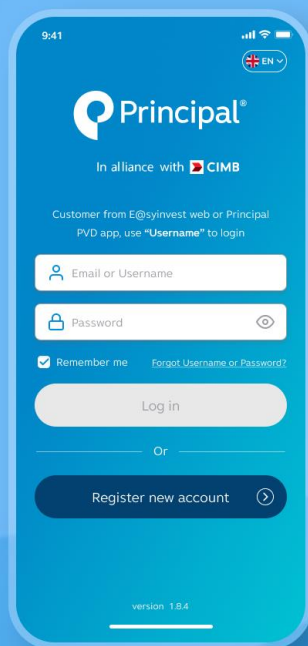 9:41
EN
Principal®
In alliance with CIMB
Customer from E@syinvest web or Principal
PVD app, use “Username” to login
Email or Username
Password
Remember me Forgot Username or Password?
Log in
Or
Register new account
version 1.8.4